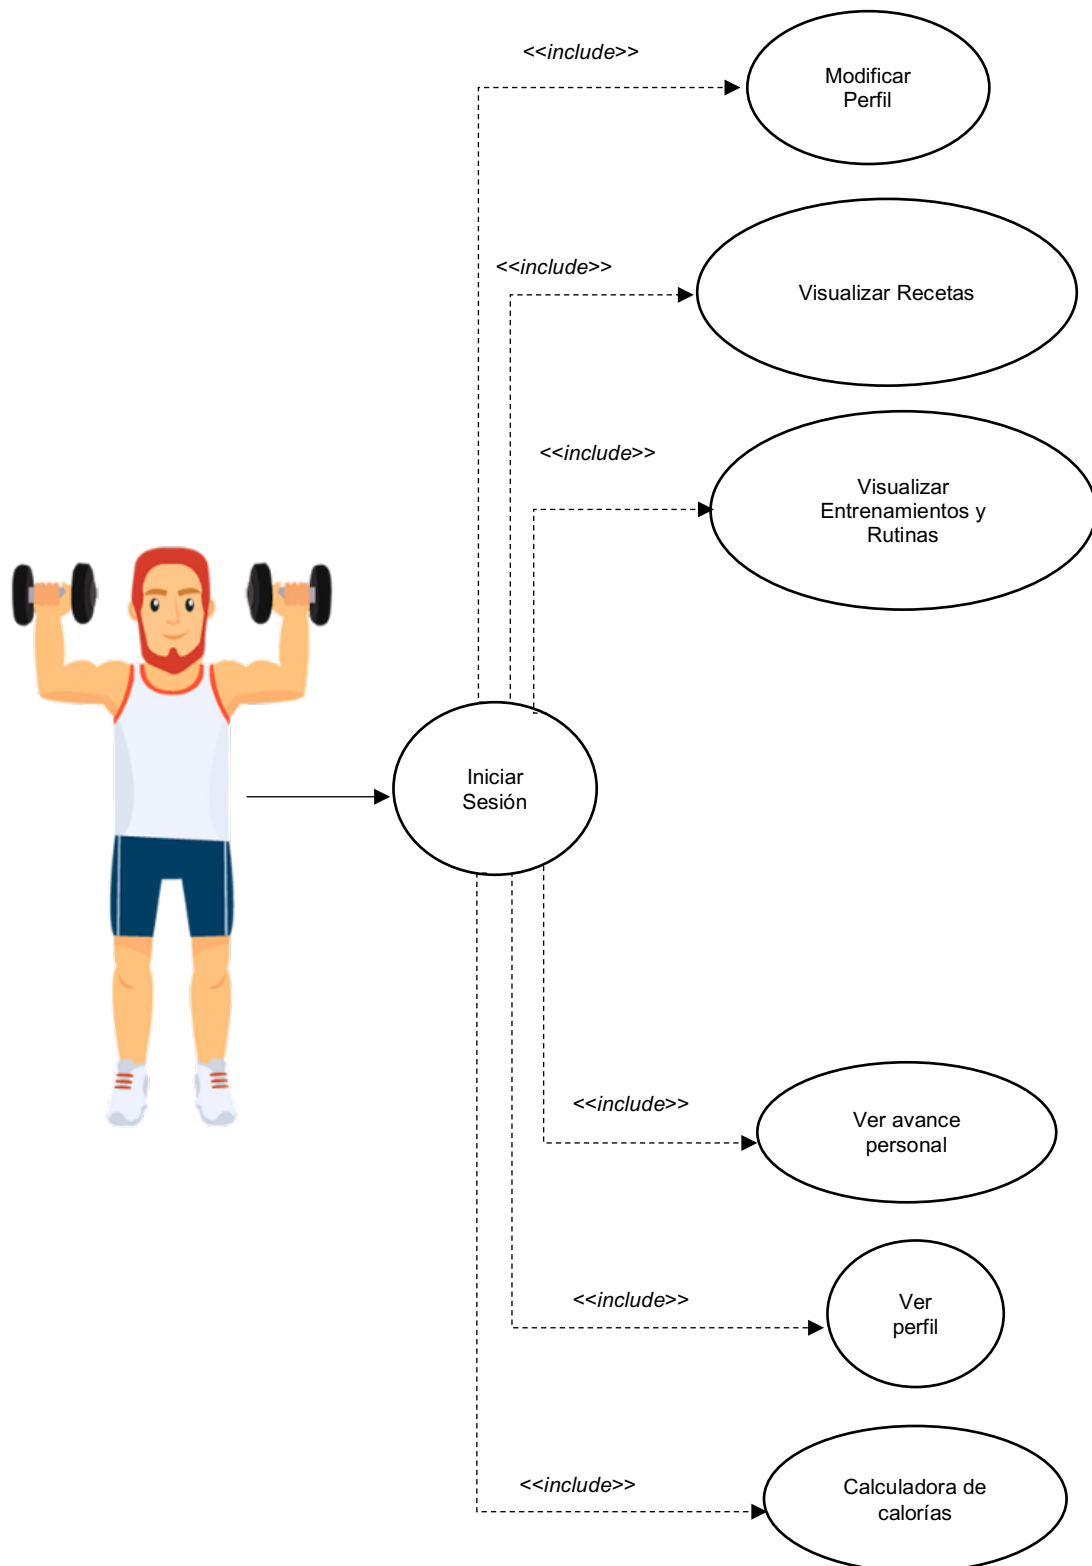 <<include>>
Modificar
Perfil
<<include>>
Visualizar Recetas
<<include>>
Visualizar
Entrenamientos y
Rutinas
Iniciar
Sesión
<<include>>
Ver avance
personal
<<include>>
Ver
perfil
<<include>>
Calculadora de
calorías